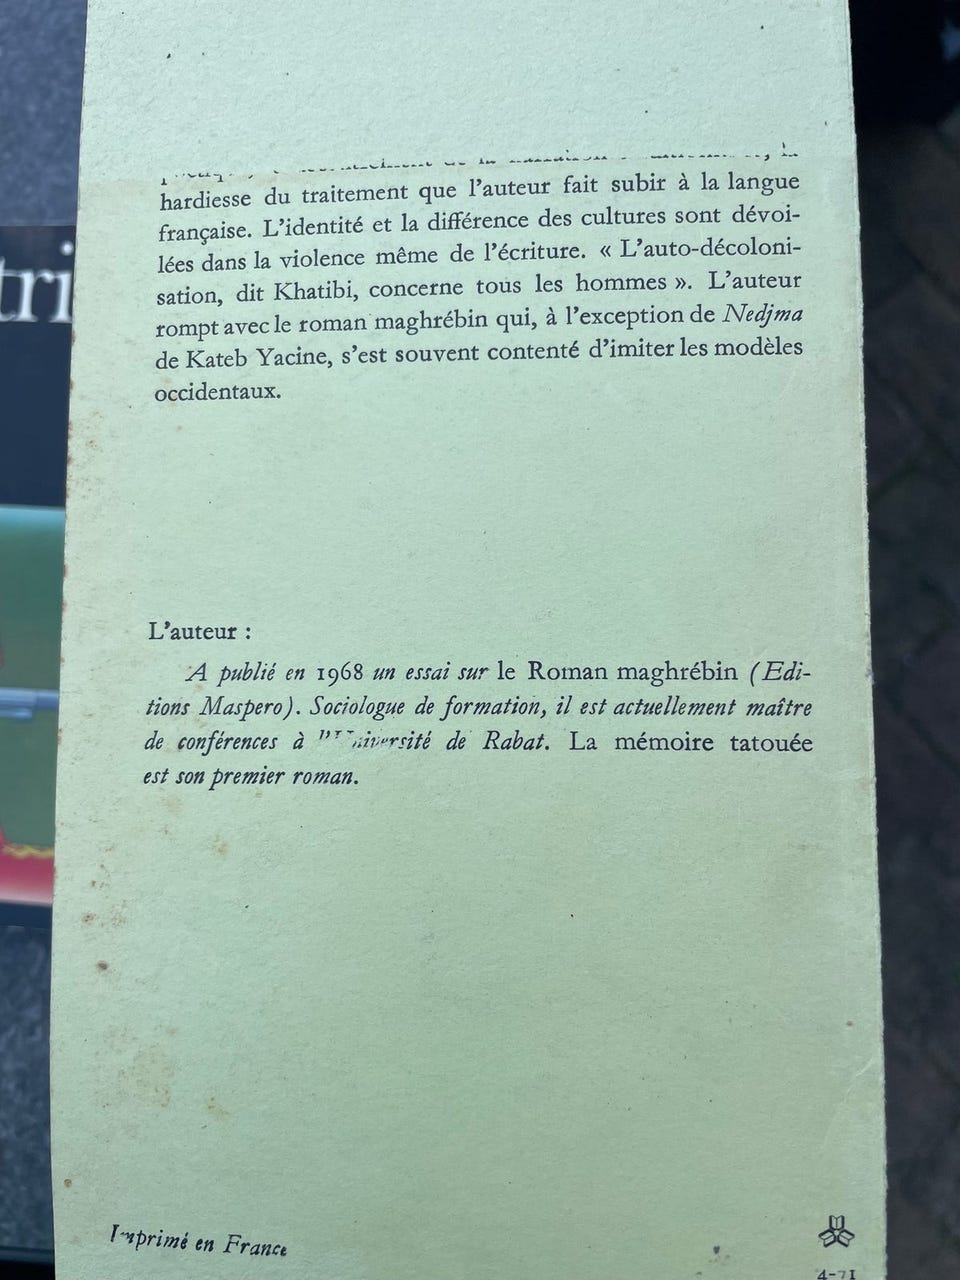 tri
hardiesse du traitement que l'auteur fait subir à la langue
française. L'identité et la différence des cultures sont dévoi-
lées dans la violence même de l'écriture. « L'auto-décoloni-
sation, dit Khatibi, concerne tous les hommes ». L'auteur
rompt avec le roman maghrébin qui, à l'exception de Nedjma
de Kateb Yacine, s'est souvent contenté d'imiter les modèles
occidentaux.
L'auteur :
A publié en 1968 un essai sur le Roman maghrébin (Edi-
tions Maspero). Sociologue de formation, il est actuellement maître
de conférences à l'Université de Rabat. La mémoire tatouée
est son premier roman.
Imprimé en France
4-71